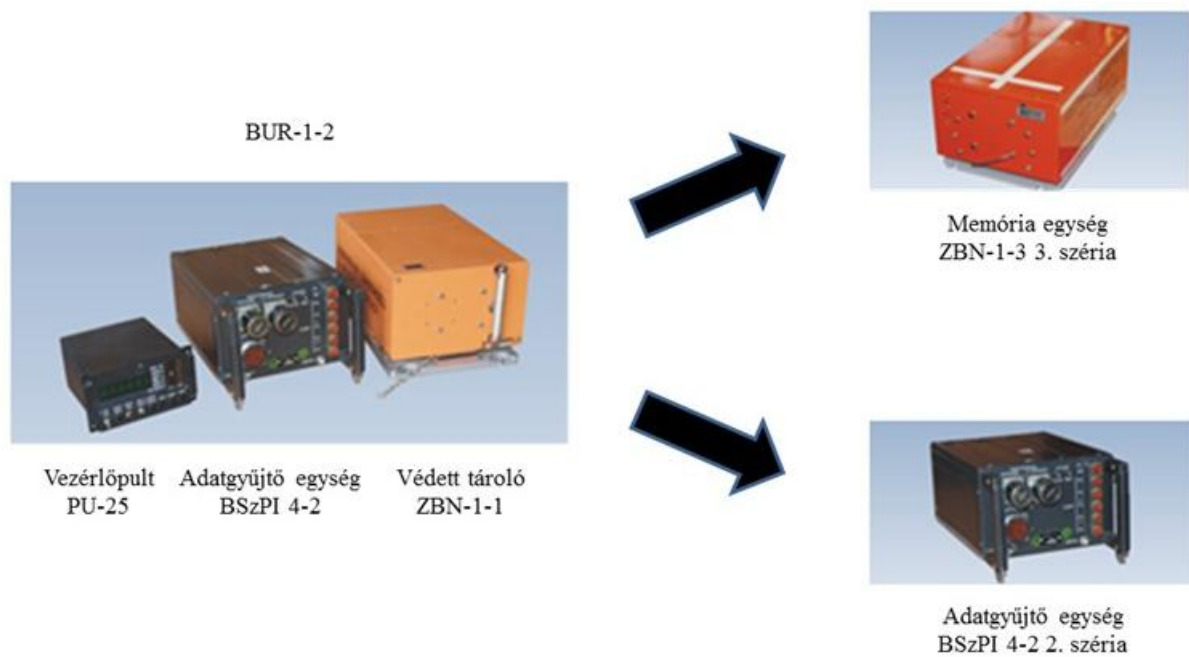 BUR-1-2
Vezérlőpult
PU-25
Adatgyűjtő egység
BSzPI 4-2
Védett tároló
ZBN-1-1
Memória egység
ZBN-1-3 3. széria
Adatgyűjtő egység
BSzPI 4-2 2. széria